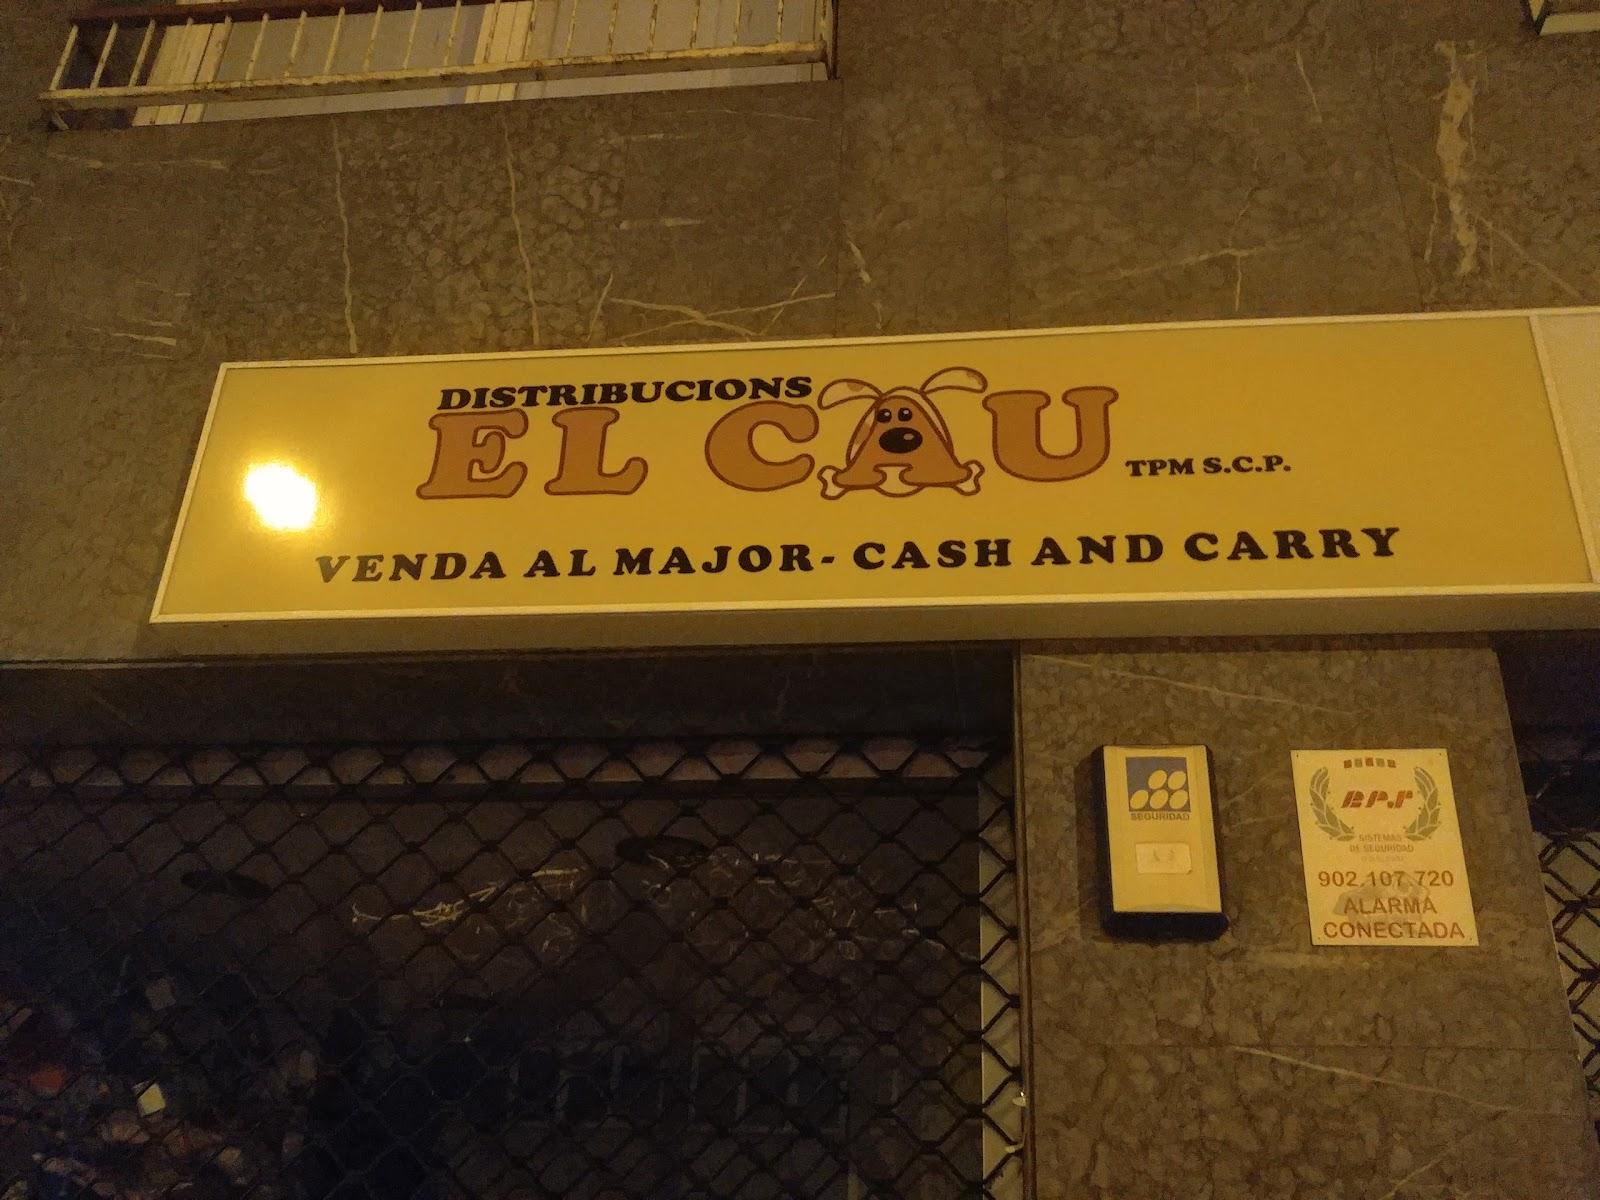 DISTRIBUCIONS
EL CAU TPM S.C.P.
VENDA AL MAJOR- CASH AND CARRY
SEGURIDAD
SISTEMAS
DE SEGURIDAD
902 107 720
ALARMA
CONECTADA